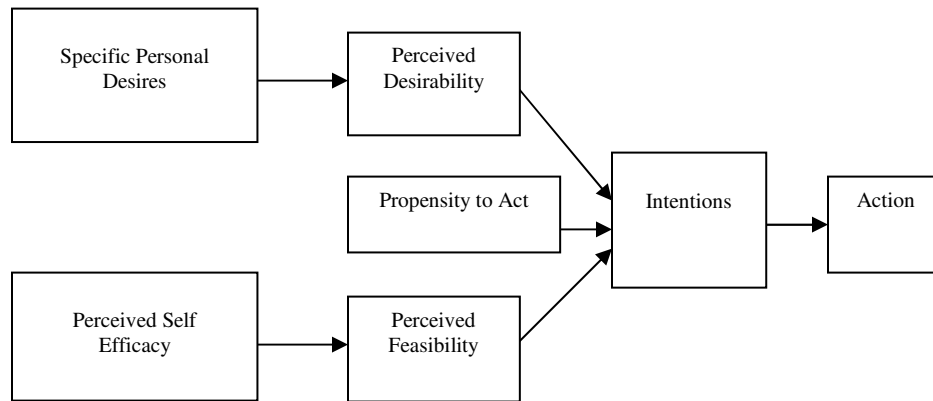 Specific Personal
Desires
Perceived
Desirability
Propensity to Act
Intentions
Action
Perceived Self
Efficacy
Perceived
Feasibility